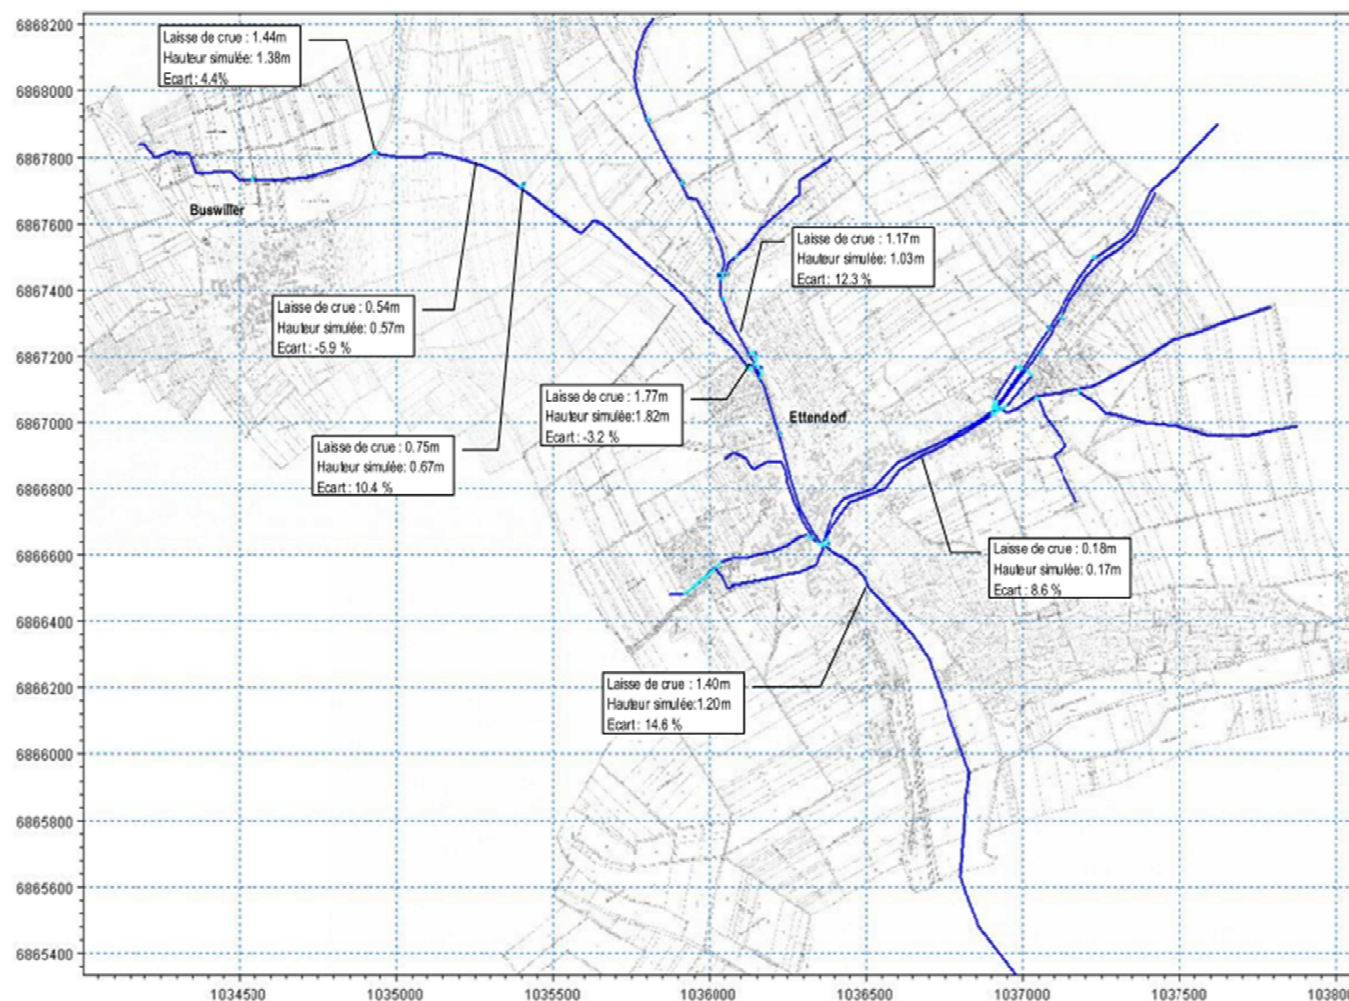 6868200
Laisse de crue : 1.44m
Hauteur simulée: 1.38m
Ecart : 4.4%
6868000
6867800
Buswiller
6867600
Laisse de crue : 1.17m
Hauteur simulée: 1.03m
Ecart : 12.3 %
6867400
Laisse de crue : 0.54m
Hauteur simulée: 0.57m
Ecart : -5.9 %
6867200
Laisse de crue : 1.77m
Hauteur simulée:1.82m
Ecart : -3.2 %
Ettendorf
6867000
Laisse de crue : 0.75m
Hauteur simulée: 0.67m
Ecart : 10.4 %
6866800
6866600
Laisse de crue : 0.18m
Hauteur simulée: 0.17m
Ecart : 8.6 %
6866400
6866200
Laisse de crue : 1.40m
Hauteur simulée:1.20m
Ecart : 14.6 %
6866000
6865800
6865600
6865400
1034500 1035000 1035500 1036000 1036500 1037000 1037500